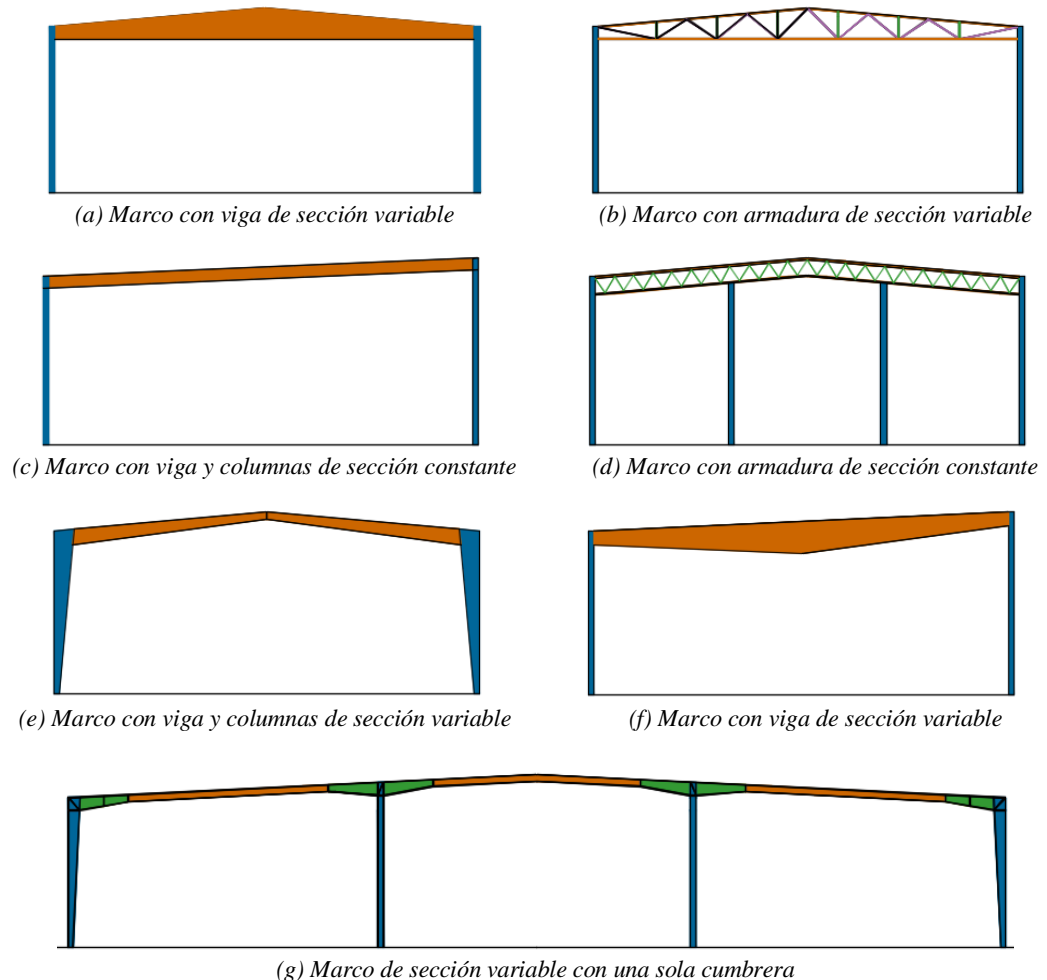 (a) Marco con viga de sección variable
(b) Marco con armadura de sección variable
(c) Marco con viga y columnas de sección constante
(d) Marco con armadura de sección constante
(e) Marco con viga y columnas de sección variable
(f) Marco con viga de sección variable
(g) Marco de sección variable con una sola cumbrera